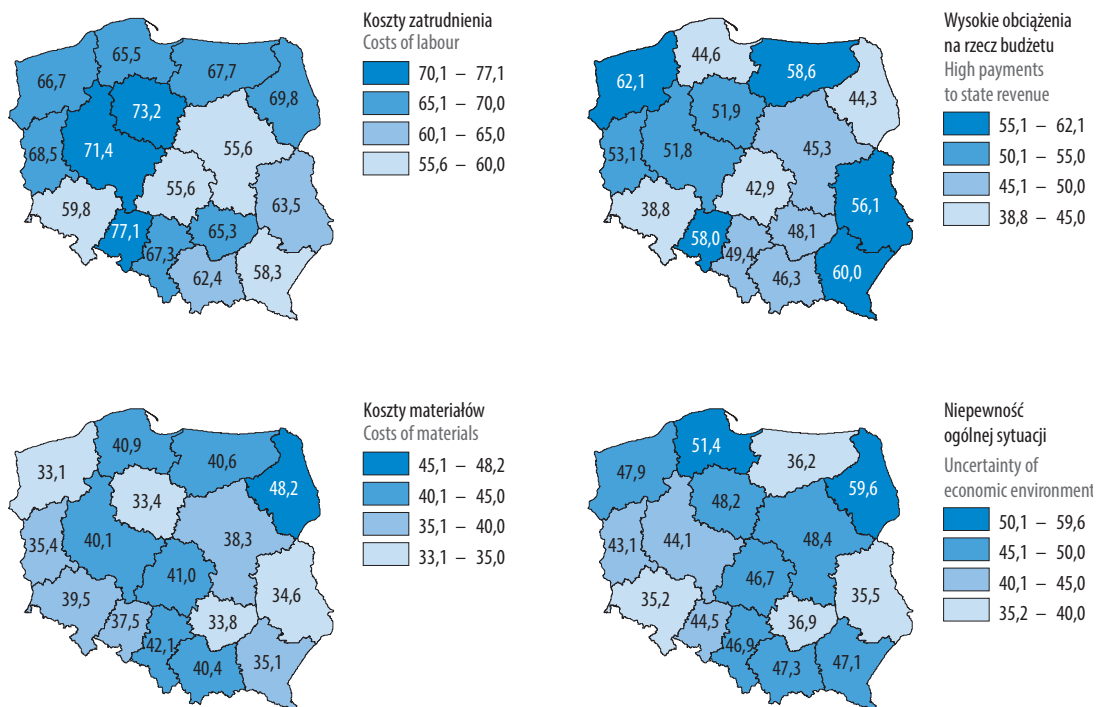 Koszty zatrudnienia
Costs of labour
70,1 – 77,1
65,1 – 70,0
60,1 – 65,0
55,6 – 60,0
65,5
66,7
67,7
69,8
73,2
71,4
55,6
68,5
55,6
63,5
59,8
77,1
65,3
67,3
62,4
58,3
Wysokie obciążenia
na rzecz budżetu
High payments
to state revenue
55,1 – 62,1
50,1 – 55,0
45,1 – 50,0
38,8 – 45,0
44,6
62,1
58,6
44,3
51,9
53,1
51,8
45,3
42,9
56,1
38,8
58,0
48,1
49,4
46,3
60,0
Koszty materiałów
Costs of materials
45,1 – 48,2
40,1 – 45,0
35,1 – 40,0
33,1 – 35,0
40,9
33,1
40,6
48,2
33,4
35,4
40,1
38,3
41,0
34,6
39,5
37,5
33,8
42,1
40,4
35,1
Niepewność
ogólnej sytuacji
Uncertainty of
economic environment
50,1 – 59,6
45,1 – 50,0
40,1 – 45,0
35,2 – 40,0
51,4
47,9
36,2
59,6
48,2
43,1
44,1
48,4
46,7
35,5
35,2
44,5
36,9
46,9
47,3
47,1